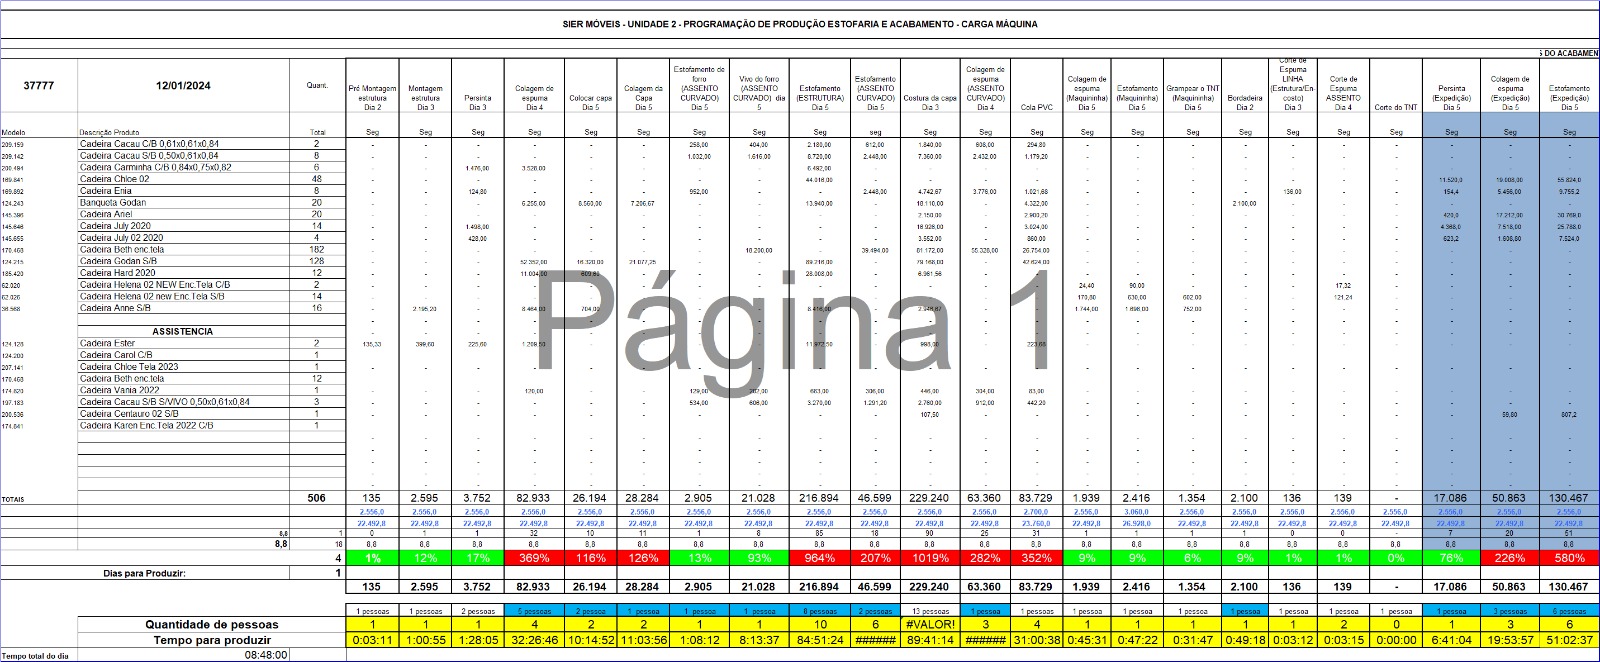 SIER MÓVEIS - UNIDADE 2 - PROGRAMAÇÃO DE PRODUÇÃO ESTOFARIA E ACABAMENTO - CARGA MÁQUINA
S DO ACABAMEN
37777 12/01/2024 Quant. Pré Montagem estrutura Dia 2 Montagem estrutura Dia 3 Persinta Dia 3 Colagem de espuma Dia 4 Colocar capa Dia 5 Colagem da Capa Dia 5 Estofamento de forro (ASSENTO CURVADO) Dia 5 Vivo do forro (ASSENTO CURVADO) dia 5 Estofamento (ESTRUTURA) Dia 5 Estofamento (ASSENTO CURVADO) Dia 5 Costura da capa Dia 3 Colagem de espuma (ASSENTO CURVADO) Dia 4 Cola PVC Colagem de espuma (Maquininha) Dia 5 Estofamento (Maquininha) Dia 5 Grampear o TNT (Maquininha) Dia 5 Bordadeira Dia 2 Corte de Espuma LINHA (Estrutura/Encosto) Dia 3 Corte de Espuma ASSENTO Dia 4 Corte do TNT Persinta (Expedição) Dia 5 Colagem de espuma (Expedição) Dia 5 Estofamento (Expedição) Dia 5
Modelo Descrição Produto Total Seg Seg Seg Seg Seg Seg Seg Seg Seg seg Seg Seg Seg Seg Seg Seg Seg Seg Seg Seg Seg Seg Seg
209.159 Cadeira Cacau C/B 0,61x0,61x0,84 2 - - - - - - 258,00 404,00 2.180,00 612,00 1.840,00 608,00 294,80 - - - - - - - - - -
209.142 Cadeira Cacau S/B 0,50x0,61x0,84 8 - - - - - - 1.032,00 1.616,00 8.720,00 2.448,00 7.360,00 2.432,00 1.179,20 - - - - - - - - - -
200.494 Cadeira Carminha C/B 0,84x0,75x0,82 6 - - 1.476,00 3.528,00 - - - - 6.492,00 - - - - - - - - - - - - - -
169.841 Cadeira Chloe 02 48 - - - - - - - - 44.016,00 - - - - - - - - - - - 11.520,0 19.008,00 55.824,0
169.892 Cadeira Enia 8 - - 124,80 - - - 952,00 - - 2.448,00 4.742,67 3.776,00 1.021,68 - - - - 136,00 - - 154,4 5.456,00 9.755,2
124.243 Banqueta Godan 20 - - - 6.255,00 8.560,00 7.206,67 - - 13.940,00 - 18.110,00 - 4.322,00 - - - 2.100,00 - - - - - -
145.396 Cadeira Ariel 20 - - - - - - - - - - 2.150,00 - 2.900,20 - - - - - - - 420,0 17.212,00 30.769,0
145.646 Cadeira July 2020 14 - - 1.498,00 - - - - - - - 16.926,00 - 3.024,00 - - - - - - - 4.368,0 7.518,00 25.788,0
145.655 Cadeira July 02 2020 4 - - 428,00 - - - - - - - 3.552,00 - 860,00 - - - - - - - 623,2 1.608,80 7.524,0
170.468 Cadeira Beth enc.tela 182 - - - - - - - 18.200,00 - 39.494,00 81.172,00 55.328,00 26.754,00 - - - - - - - - - -
124.215 Cadeira Godan S/B 128 - - - 52.352,00 16.320,00 21.077,25 - - 89.216,00 - 79.168,00 - 42.624,00 - - - - - - - - - -
185.420 Cadeira Hard 2020 12 - - - 11.004,00 609,60 - - - 28.008,00 - 6.981,56 - - - - - - - - - - - -
62.020 Cadeira Helena 02 NEW Enc.Tela C/B 2 - - - - - - - - - - - - - 24,40 90,00 - - - 17,32 - - - -
62.026 Cadeira Helena 02 new Enc.Tela S/B 14 - - - - - - - - - - - - - 170,80 630,00 602,00 - - 121,24 - - - -
36.568 Cadeira Anne S/B 16 - 2.195,20 - 8.464,00 704,00 - - - 8.416,00 - 2.946,67 - - 1.744,00 1.696,00 752,00 - - - - - - -
ASSISTENCIA
124.128 Cadeira Ester 2 135,33 399,60 225,60 1.209,50 - - - - 11.972,50 - 998,00 - 223,68 - - - - - - - - - -
124.200 Cadeira Carol C/B 1
207.141 Cadeira Chloe Tela 2023 1
170.468 Cadeira Beth enc.tela 12
174.820 Cadeira Vania 2022 1 - - - 120,00 - - 129,00 202,00 663,00 306,00 446,00 304,00 83,00 - - - - - - - - - -
197.183 Cadeira Cacau S/B S/VIVO 0,50x0,61x0,84 3 - - - - - - 534,00 606,00 3.270,00 1.291,20 2.760,00 912,00 442,20 - - - - - - - - - -
200.536 Cadeira Centauro 02 S/B 1 - - - - - - - - - - 107,50 - - - - - - - - - - 59,80 807,2
174.641 Cadeira Karen Enc.Tela 2022 C/B 1
Página 1
TOTAIS 506 135 2.595 3.752 82.933 26.194 28.284 2.905 21.028 216.894 46.599 229.240 63.360 83.729 1.939 2.416 1.354 2.100 136 139 - 17.086 50.863 130.467
2.556,0 2.556,0 2.556,0 2.556,0 2.556,0 2.556,0 2.556,0 2.556,0 2.556,0 2.556,0 2.556,0 2.556,0 2.700,0 2.556,0 3.060,0 2.556,0 2.556,0 2.556,0 2.556,0 2.556,0 2.556,0 2.556,0 2.556,0
22.492,8 22.492,8 22.492,8 22.492,8 22.492,8 22.492,8 22.492,8 22.492,8 22.492,8 22.492,8 22.492,8 22.492,8 23.760,0 22.492,8 26.928,0 22.492,8 22.492,8 22.492,8 22.492,8 22.492,8 22.492,8 22.492,8 22.492,8
8,8 1 0 1 1 32 10 11 1 8 85 18 90 25 31 1 1 1 1 0 0 - 7 20 51
8,8 18 8,8 8,8 8,8 8,8 8,8 8,8 8,8 8,8 8,8 8,8 8,8 8,8 8,8 8,8 8,8 8,8 8,8 8,8 8,8 8,8 8,8 8,8 8,8
4 1% 12% 17% 369% 116% 126% 13% 93% 964% 207% 1019% 282% 352% 9% 9% 6% 9% 1% 1% 0% 76% 226% 580%
Dias para Produzir: 1
135 2.595 3.752 82.933 26.194 28.284 2.905 21.028 216.894 46.599 229.240 63.360 83.729 1.939 2.416 1.354 2.100 136 139 - 17.086 50.863 130.467
1 pessoas 1 pessoas 2 pessoas 5 pessoas 2 pessoas 1 pessoa 1 pessoas 1 pessoas 8 pessoas 2 pessoas 13 pessoas 1 pessoas 4 pessoas 1 pessoas 1 pessoas 1 pessoas 1 pessoa 1 pessoas 1 pessoas 1 pessoas 1 pessoas 3 pessoas 6 pessoas
Quantidade de pessoas 1 1 1 4 2 2 1 1 10 6 #VALOR! 3 4 1 1 1 1 1 2 0 1 3 6
Tempo para produzir 0:03:11 1:00:55 1:28:05 32:26:46 10:14:52 11:03:56 1:08:12 8:13:37 84:51:24 ###### 89:41:14 ###### 31:00:38 0:45:31 0:47:22 0:31:47 0:49:18 0:03:12 0:03:15 0:00:00 6:41:04 19:53:57 51:02:37
Tempo total do dia 08:48:00